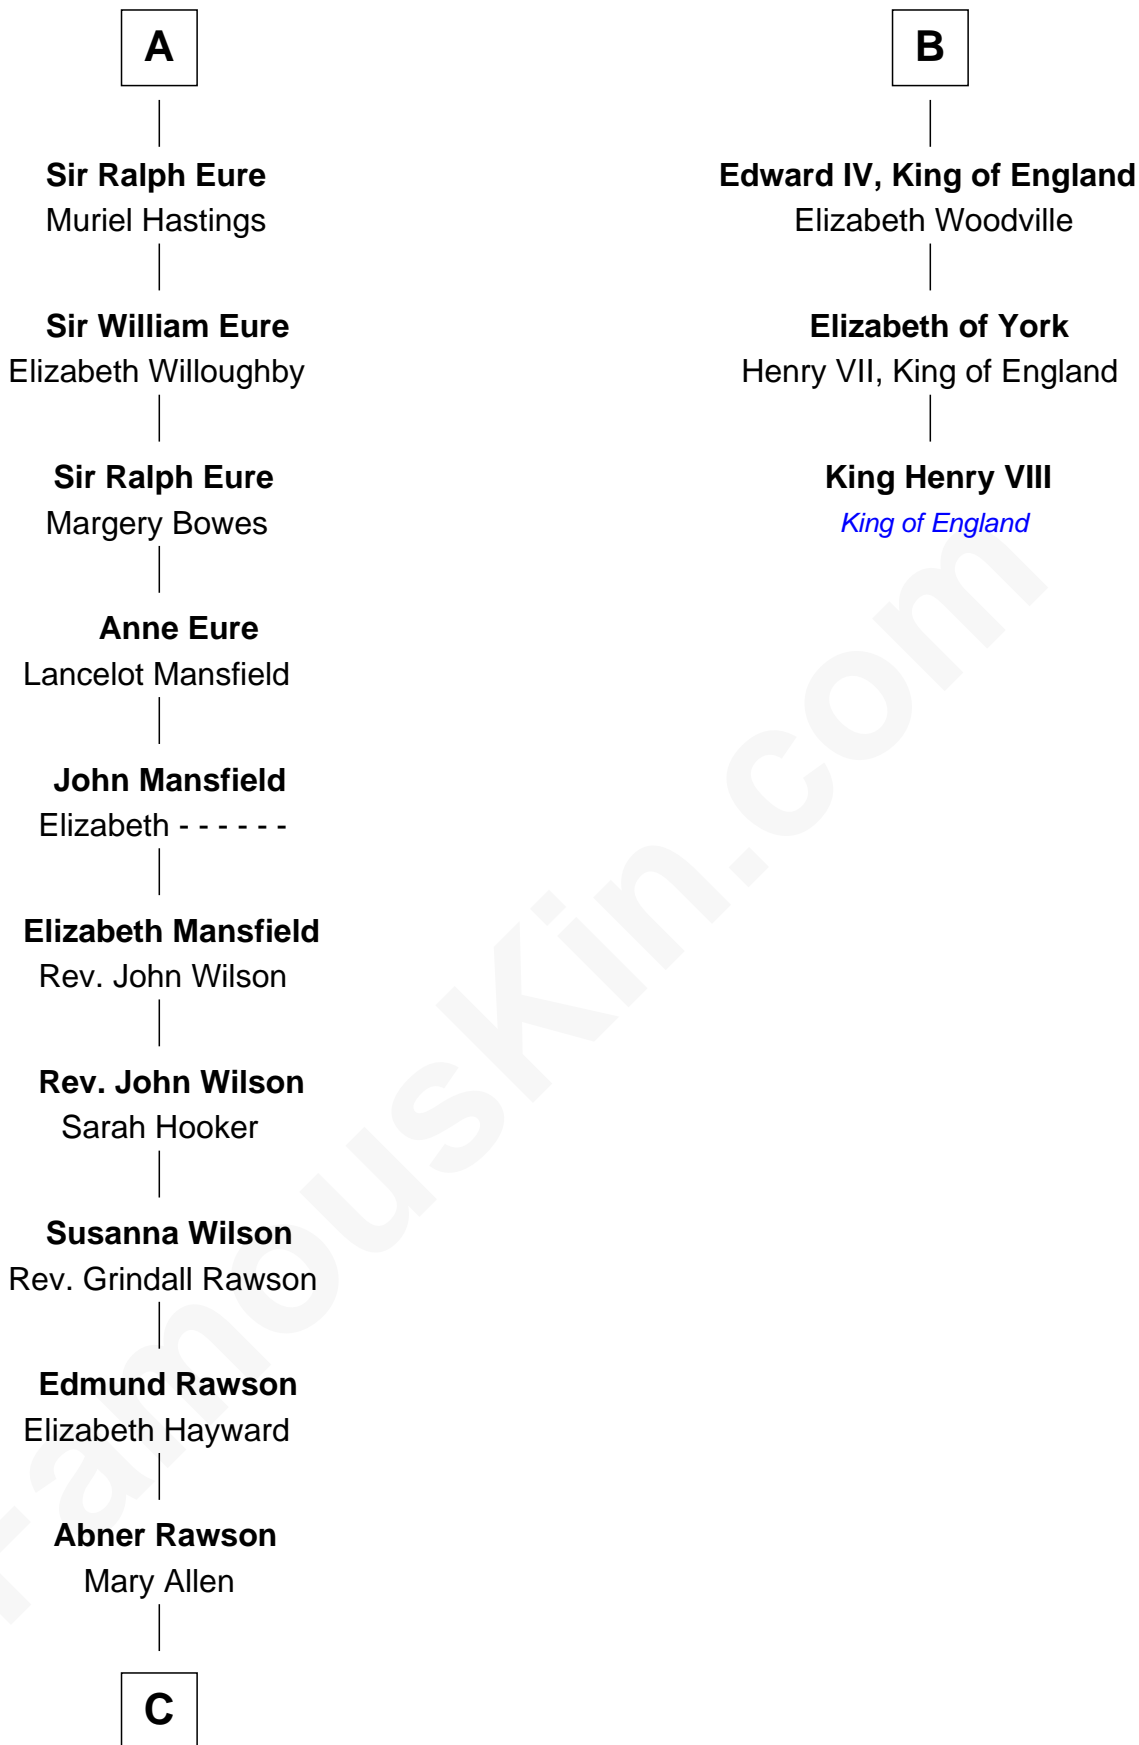 A
Sir Ralph Eure
Muriel Hastings
Sir William Eure
Elizabeth Willoughby
Sir Ralph Eure
Margery Bowes
Anne Eure
Lancelot Mansfield
John Mansfield
Elizabeth - - - - - -
Elizabeth Mansfield
Rev. John Wilson
Rev. John Wilson
Sarah Hooker
Susanna Wilson
Rev. Grindall Rawson
Edmund Rawson
Elizabeth Hayward
Abner Rawson
Mary Allen
C
B
Edward IV, King of England
Elizabeth Woodville
Elizabeth of York
Henry VII, King of England
King Henry VIII
King of England
FamousKin.com